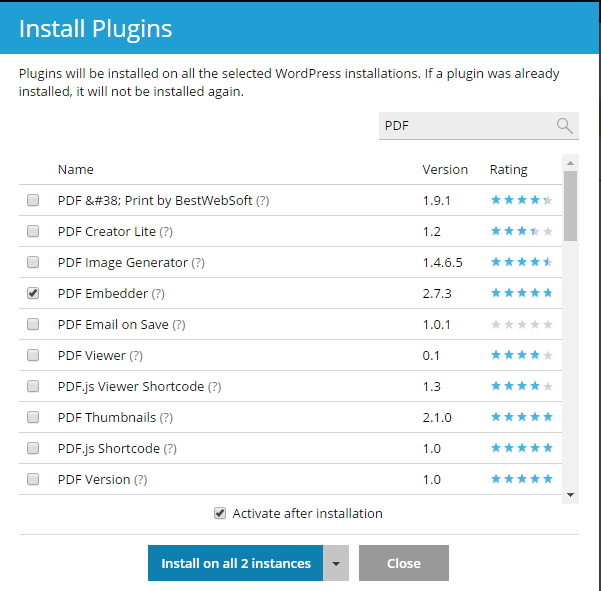 Install Plugins
Plugins will be installed on all the selected WordPress installations. If a plugin was already
installed, it will not be installed again.
PDF
Name Version Rating
PDF &#38; Print by BestWebSoft (?) 1.9.1
PDF Creator Lite (?) 1.2
PDF Image Generator (?) 1.4.6.5
PDF Embedder (?) 2.7.3
PDF Email on Save (?) 1.0.1
PDF Viewer (?) 0.1
PDF.js Viewer Shortcode (?) 1.3
PDF Thumbnails (?) 2.1.0
PDF.js Shortcode (?) 1.0
PDF Version (?) 1.0
Activate after installation
Install on all 2 instances Close